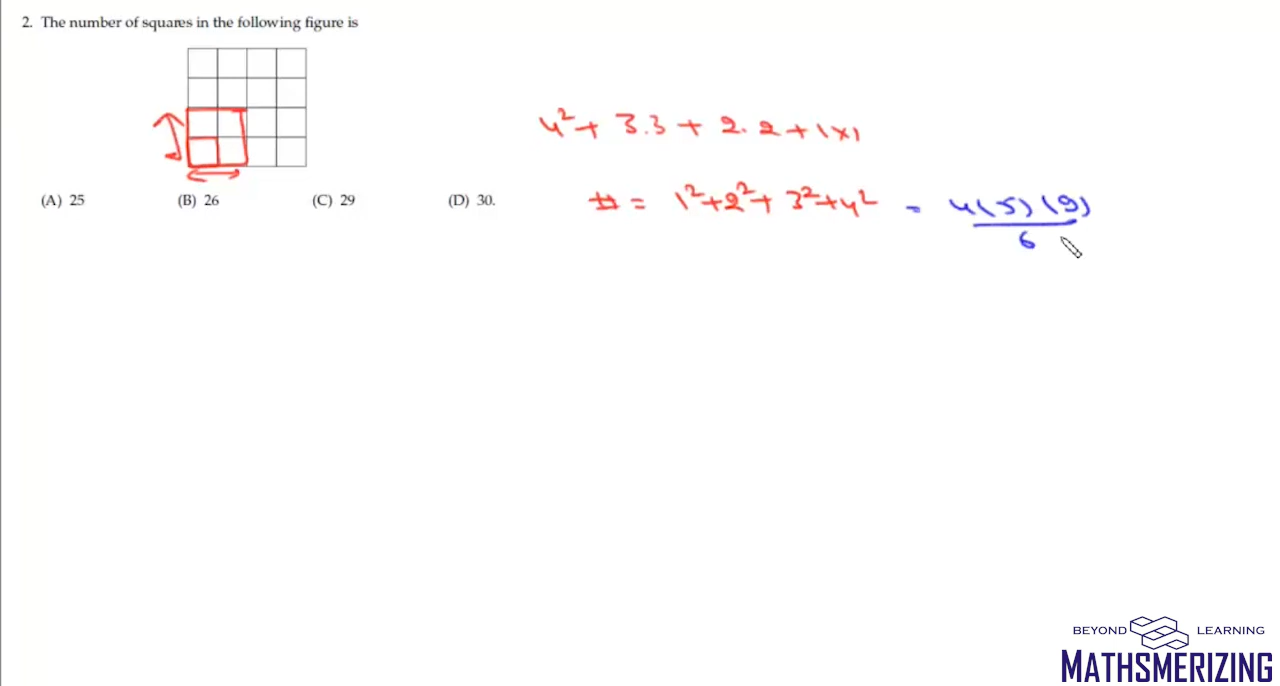 2. The number of squares in the following figure is
4² + 3.3 + 2.2 + 1×1
(A) 25 (B) 26 (C) 29 (D) 30.
# = 1² + 2² + 3² + 4² = 4(5)(9)
6
BEYOND LEARNING
MATHSMERIZING